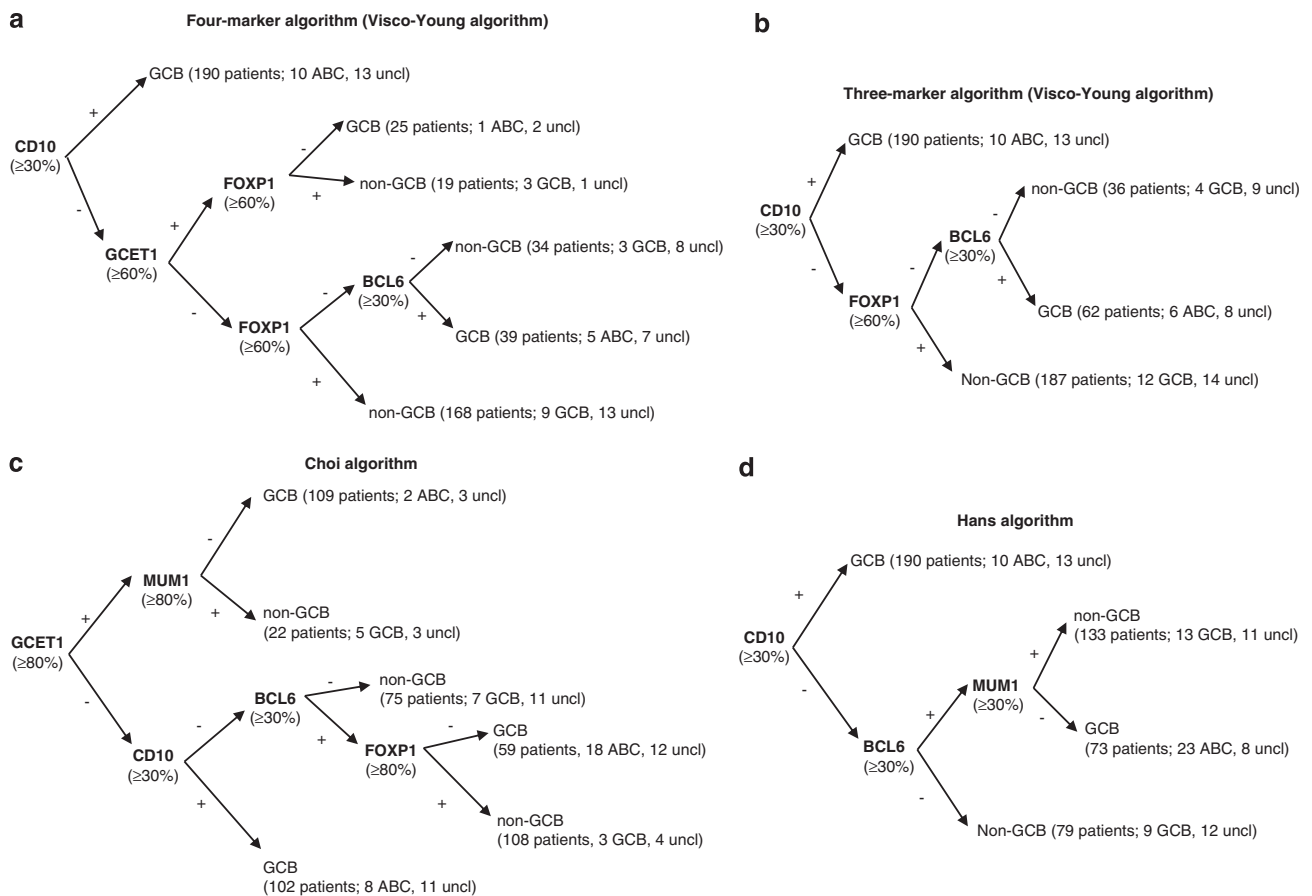 a
Four-marker algorithm (Visco-Young algorithm)
GCB (190 patients; 10 ABC, 13 uncl)
+
CD10
(≥30%)
-
GCET1
(≥60%)
+
FOXP1
(≥60%)
-
GCB (25 patients; 1 ABC, 2 uncl)
+
non-GCB (19 patients; 3 GCB, 1 uncl)
-
FOXP1
(≥60%)
-
BCL6
(≥30%)
-
non-GCB (34 patients; 3 GCB, 8 uncl)
+
GCB (39 patients; 5 ABC, 7 uncl)
+
non-GCB (168 patients; 9 GCB, 13 uncl)
b
Three-marker algorithm (Visco-Young algorithm)
GCB (190 patients; 10 ABC, 13 uncl)
+
CD10
(≥30%)
-
FOXP1
(≥60%)
-
BCL6
(≥30%)
-
non-GCB (36 patients; 4 GCB, 9 uncl)
+
GCB (62 patients; 6 ABC, 8 uncl)
+
Non-GCB (187 patients; 12 GCB, 14 uncl)
c
Choi algorithm
GCB (109 patients; 2 ABC, 3 uncl)
-
MUM1
(≥80%)
+
non-GCB
(22 patients; 5 GCB, 3 uncl)
+
GCET1
(≥80%)
-
CD10
(≥30%)
-
BCL6
(≥30%)
-
non-GCB
(75 patients; 7 GCB, 11 uncl)
+
FOXP1
(≥80%)
-
GCB
(59 patients, 18 ABC, 12 uncl)
+
non-GCB
(108 patients, 3 GCB, 4 uncl)
+
GCB
(102 patients; 8 ABC, 11 uncl)
d
Hans algorithm
GCB (190 patients; 10 ABC, 13 uncl)
+
CD10
(≥30%)
-
BCL6
(≥30%)
+
MUM1
(≥30%)
+
non-GCB
(133 patients; 13 GCB, 11 uncl)
-
GCB
(73 patients; 23 ABC, 8 uncl)
-
Non-GCB (79 patients; 9 GCB, 12 uncl)